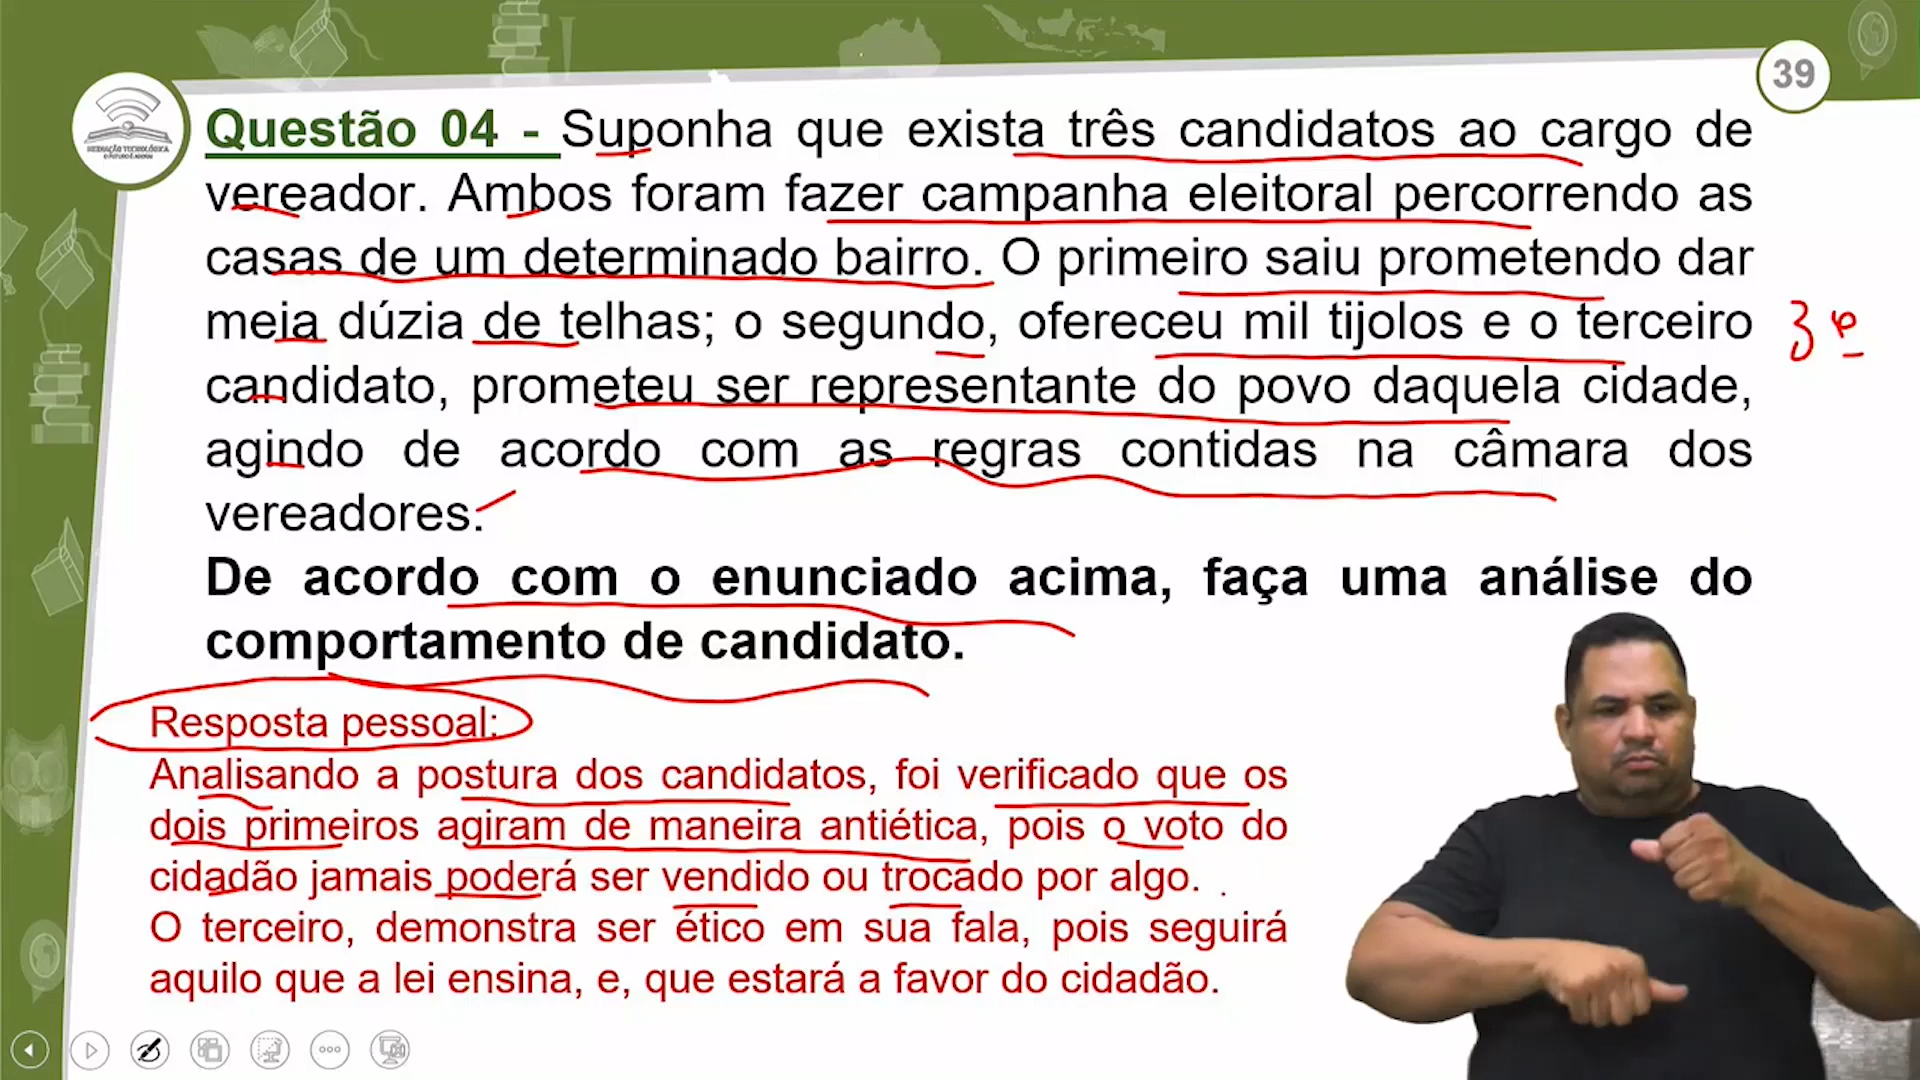 39
Questão 04 - Suponha que exista três candidatos ao cargo de
vereador. Ambos foram fazer campanha eleitoral percorrendo as
casas de um determinado bairro. O primeiro saiu prometendo dar
meia dúzia de telhas; o segundo, ofereceu mil tijolos e o terceiro
candidato, prometeu ser representante do povo daquela cidade,
agindo de acordo com as regras contidas na câmara dos
vereadores.
3º
De acordo com o enunciado acima, faça uma análise do
comportamento de candidato.
Resposta pessoal:
Analisando a postura dos candidatos, foi verificado que os
dois primeiros agiram de maneira antiética, pois o voto do
cidadão jamais poderá ser vendido ou trocado por algo.
O terceiro, demonstra ser ético em sua fala, pois seguirá
aquilo que a lei ensina, e, que estará a favor do cidadão.
MEDIAÇÃO TECNOLÓGICA